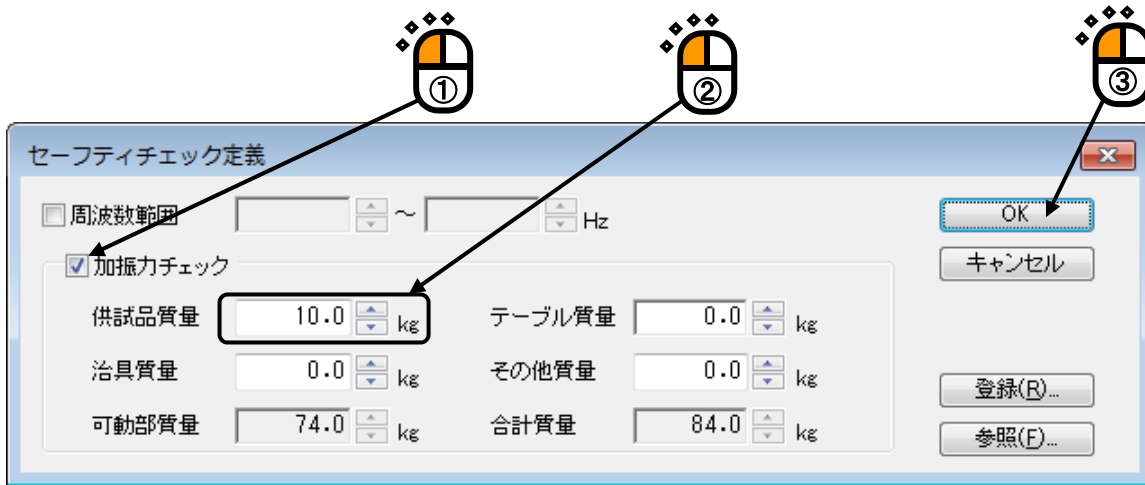 ① ② ③
セーフティチェック定義
周波数範囲 ～ Hz OK
加振力チェック キャンセル
供試品質量 10.0 kg テーブル質量 0.0 kg
治具質量 0.0 kg その他質量 0.0 kg 登録(R)...
可動部質量 74.0 kg 合計質量 84.0 kg 参照(F)...